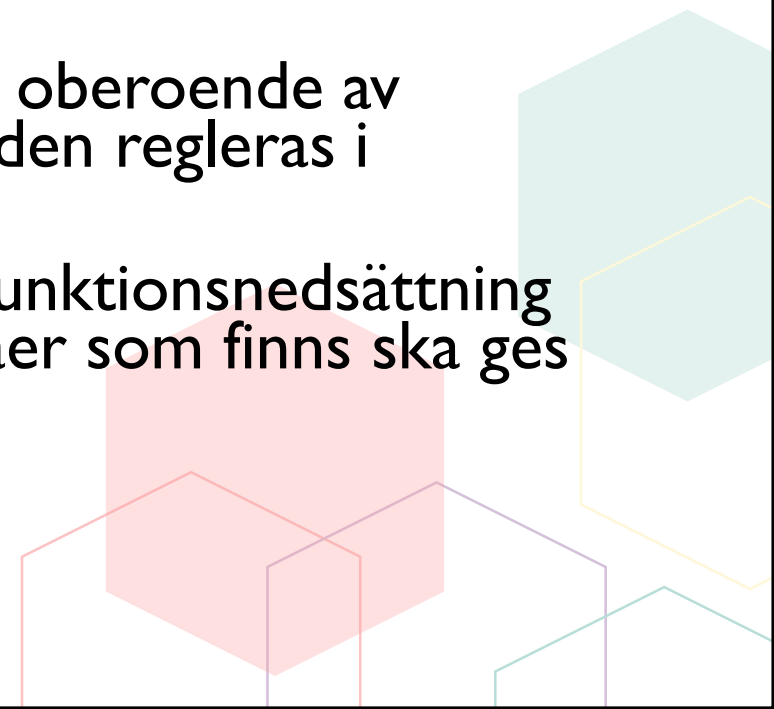 oberoende av
den regleras i
unktionsnedsättning
er som finns ska ges